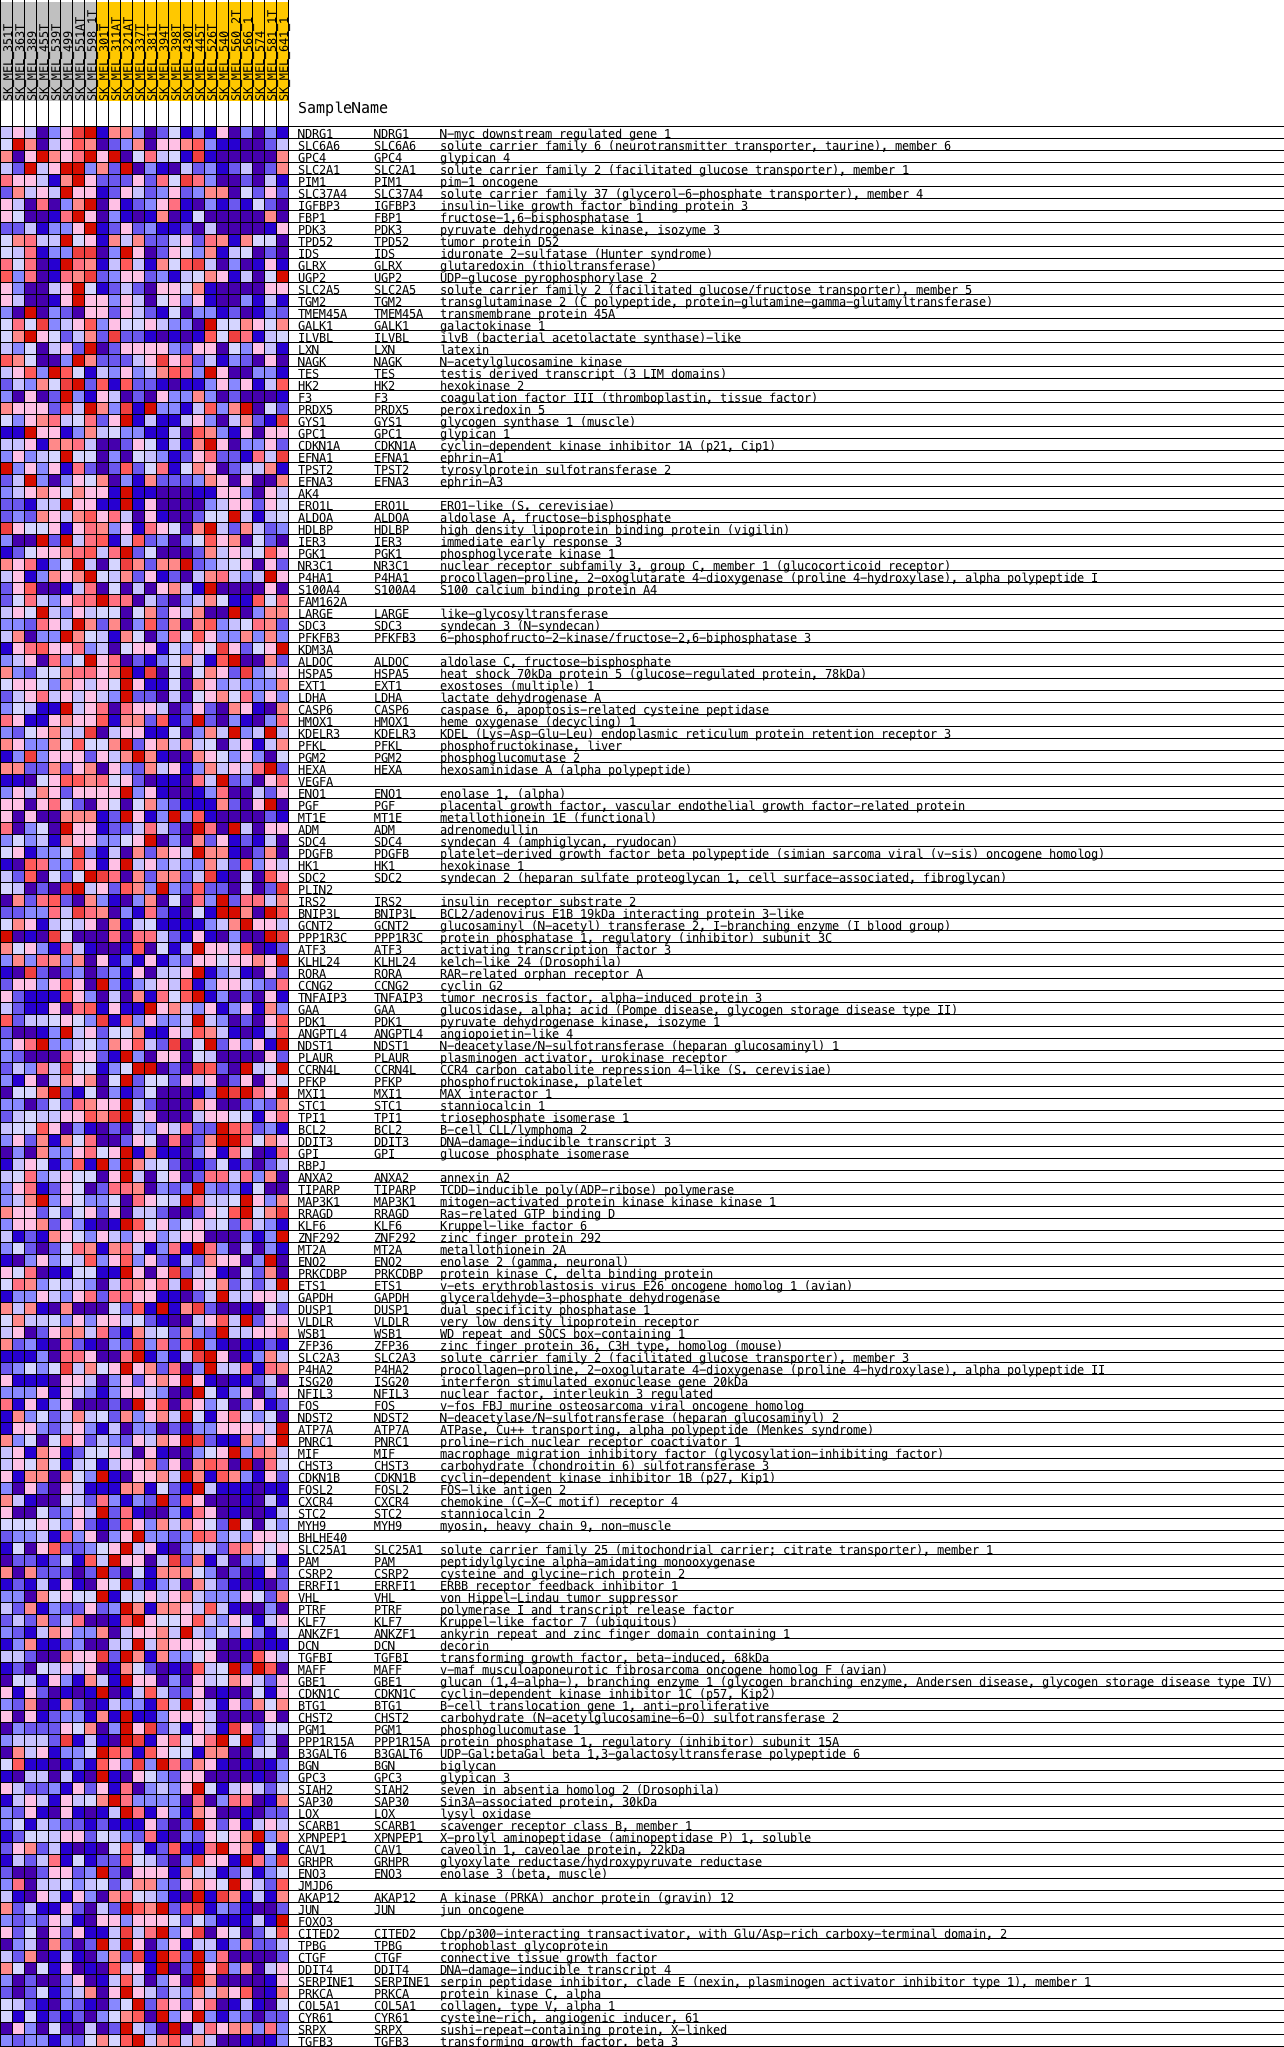 SK_MEL_351T
SK_MEL_363T
SK_MEL_389
SK_MEL_455T
SK_MEL_539T
SK_MEL_499
SK_MEL_551AT
SK_MEL_598_1T
SK_MEL_301T
SK_MEL_311AT
SK_MEL_321AT
SK_MEL_337T
SK_MEL_381T
SK_MEL_394T
SK_MEL_398T
SK_MEL_430T
SK_MEL_445T
SK_MEL_526T
SK_MEL_540
SK_MEL_560_2T
SK_MEL_566_1
SK_MEL_574
SK_MEL_581_1T
SK_MEL_641_1
SampleName
NDRG1 NDRG1 N-myc downstream regulated gene 1
SLC6A6 SLC6A6 solute carrier family 6 (neurotransmitter transporter, taurine), member 6
GPC4 GPC4 glypican 4
SLC2A1 SLC2A1 solute carrier family 2 (facilitated glucose transporter), member 1
PIM1 PIM1 pim-1 oncogene
SLC37A4 SLC37A4 solute carrier family 37 (glycerol-6-phosphate transporter), member 4
IGFBP3 IGFBP3 insulin-like growth factor binding protein 3
FBP1 FBP1 fructose-1,6-bisphosphatase 1
PDK3 PDK3 pyruvate dehydrogenase kinase, isozyme 3
TPD52 TPD52 tumor protein D52
IDS IDS iduronate 2-sulfatase (Hunter syndrome)
GLRX GLRX glutaredoxin (thioltransferase)
UGP2 UGP2 UDP-glucose pyrophosphorylase 2
SLC2A5 SLC2A5 solute carrier family 2 (facilitated glucose/fructose transporter), member 5
TGM2 TGM2 transglutaminase 2 (C polypeptide, protein-glutamine-gamma-glutamyltransferase)
TMEM45A TMEM45A transmembrane protein 45A
GALK1 GALK1 galactokinase 1
ILVBL ILVBL ilvB (bacterial acetolactate synthase)-like
LXN LXN latexin
NAGK NAGK N-acetylglucosamine kinase
TES TES testis derived transcript (3 LIM domains)
HK2 HK2 hexokinase 2
F3 F3 coagulation factor III (thromboplastin, tissue factor)
PRDX5 PRDX5 peroxiredoxin 5
GYS1 GYS1 glycogen synthase 1 (muscle)
GPC1 GPC1 glypican 1
CDKN1A CDKN1A cyclin-dependent kinase inhibitor 1A (p21, Cip1)
EFNA1 EFNA1 ephrin-A1
TPST2 TPST2 tyrosylprotein sulfotransferase 2
EFNA3 EFNA3 ephrin-A3
AK4
ERO1L ERO1L ERO1-like (S. cerevisiae)
ALDOA ALDOA aldolase A, fructose-bisphosphate
HDLBP HDLBP high density lipoprotein binding protein (vigilin)
IER3 IER3 immediate early response 3
PGK1 PGK1 phosphoglycerate kinase 1
NR3C1 NR3C1 nuclear receptor subfamily 3, group C, member 1 (glucocorticoid receptor)
P4HA1 P4HA1 procollagen-proline, 2-oxoglutarate 4-dioxygenase (proline 4-hydroxylase), alpha polypeptide I
S100A4 S100A4 S100 calcium binding protein A4
FAM162A
LARGE LARGE like-glycosyltransferase
SDC3 SDC3 syndecan 3 (N-syndecan)
PFKFB3 PFKFB3 6-phosphofructo-2-kinase/fructose-2,6-biphosphatase 3
KDM3A
ALDOC ALDOC aldolase C, fructose-bisphosphate
HSPA5 HSPA5 heat shock 70kDa protein 5 (glucose-regulated protein, 78kDa)
EXT1 EXT1 exostoses (multiple) 1
LDHA LDHA lactate dehydrogenase A
CASP6 CASP6 caspase 6, apoptosis-related cysteine peptidase
HMOX1 HMOX1 heme oxygenase (decycling) 1
KDELR3 KDELR3 KDEL (Lys-Asp-Glu-Leu) endoplasmic reticulum protein retention receptor 3
PFKL PFKL phosphofructokinase, liver
PGM2 PGM2 phosphoglucomutase 2
HEXA HEXA hexosaminidase A (alpha polypeptide)
VEGFA
ENO1 ENO1 enolase 1, (alpha)
PGF PGF placental growth factor, vascular endothelial growth factor-related protein
MT1E MT1E metallothionein 1E (functional)
ADM ADM adrenomedullin
SDC4 SDC4 syndecan 4 (amphiglycan, ryudocan)
PDGFB PDGFB platelet-derived growth factor beta polypeptide (simian sarcoma viral (v-sis) oncogene homolog)
HK1 HK1 hexokinase 1
SDC2 SDC2 syndecan 2 (heparan sulfate proteoglycan 1, cell surface-associated, fibroglycan)
PLIN2
IRS2 IRS2 insulin receptor substrate 2
BNIP3L BNIP3L BCL2/adenovirus E1B 19kDa interacting protein 3-like
GCNT2 GCNT2 glucosaminyl (N-acetyl) transferase 2, I-branching enzyme (I blood group)
PPP1R3C PPP1R3C protein phosphatase 1, regulatory (inhibitor) subunit 3C
ATF3 ATF3 activating transcription factor 3
KLHL24 KLHL24 kelch-like 24 (Drosophila)
RORA RORA RAR-related orphan receptor A
CCNG2 CCNG2 cyclin G2
TNFAIP3 TNFAIP3 tumor necrosis factor, alpha-induced protein 3
GAA GAA glucosidase, alpha; acid (Pompe disease, glycogen storage disease type II)
PDK1 PDK1 pyruvate dehydrogenase kinase, isozyme 1
ANGPTL4 ANGPTL4 angiopoietin-like 4
NDST1 NDST1 N-deacetylase/N-sulfotransferase (heparan glucosaminyl) 1
PLAUR PLAUR plasminogen activator, urokinase receptor
CCRN4L CCRN4L CCR4 carbon catabolite repression 4-like (S. cerevisiae)
PFKP PFKP phosphofructokinase, platelet
MXI1 MXI1 MAX interactor 1
STC1 STC1 stanniocalcin 1
TPI1 TPI1 triosephosphate isomerase 1
BCL2 BCL2 B-cell CLL/lymphoma 2
DDIT3 DDIT3 DNA-damage-inducible transcript 3
GPI GPI glucose phosphate isomerase
RBPJ
ANXA2 ANXA2 annexin A2
TIPARP TIPARP TCDD-inducible poly(ADP-ribose) polymerase
MAP3K1 MAP3K1 mitogen-activated protein kinase kinase kinase 1
RRAGD RRAGD Ras-related GTP binding D
KLF6 KLF6 Kruppel-like factor 6
ZNF292 ZNF292 zinc finger protein 292
MT2A MT2A metallothionein 2A
ENO2 ENO2 enolase 2 (gamma, neuronal)
PRKCDBP PRKCDBP protein kinase C, delta binding protein
ETS1 ETS1 v-ets erythroblastosis virus E26 oncogene homolog 1 (avian)
GAPDH GAPDH glyceraldehyde-3-phosphate dehydrogenase
DUSP1 DUSP1 dual specificity phosphatase 1
VLDLR VLDLR very low density lipoprotein receptor
WSB1 WSB1 WD repeat and SOCS box-containing 1
ZFP36 ZFP36 zinc finger protein 36, C3H type, homolog (mouse)
SLC2A3 SLC2A3 solute carrier family 2 (facilitated glucose transporter), member 3
P4HA2 P4HA2 procollagen-proline, 2-oxoglutarate 4-dioxygenase (proline 4-hydroxylase), alpha polypeptide II
ISG20 ISG20 interferon stimulated exonuclease gene 20kDa
NFIL3 NFIL3 nuclear factor, interleukin 3 regulated
FOS FOS v-fos FBJ murine osteosarcoma viral oncogene homolog
NDST2 NDST2 N-deacetylase/N-sulfotransferase (heparan glucosaminyl) 2
ATP7A ATP7A ATPase, Cu++ transporting, alpha polypeptide (Menkes syndrome)
PNRC1 PNRC1 proline-rich nuclear receptor coactivator 1
MIF MIF macrophage migration inhibitory factor (glycosylation-inhibiting factor)
CHST3 CHST3 carbohydrate (chondroitin 6) sulfotransferase 3
CDKN1B CDKN1B cyclin-dependent kinase inhibitor 1B (p27, Kip1)
FOSL2 FOSL2 FOS-like antigen 2
CXCR4 CXCR4 chemokine (C-X-C motif) receptor 4
STC2 STC2 stanniocalcin 2
MYH9 MYH9 myosin, heavy chain 9, non-muscle
BHLHE40
SLC25A1 SLC25A1 solute carrier family 25 (mitochondrial carrier; citrate transporter), member 1
PAM PAM peptidylglycine alpha-amidating monooxygenase
CSRP2 CSRP2 cysteine and glycine-rich protein 2
ERRFI1 ERRFI1 ERBB receptor feedback inhibitor 1
VHL VHL von Hippel-Lindau tumor suppressor
PTRF PTRF polymerase I and transcript release factor
KLF7 KLF7 Kruppel-like factor 7 (ubiquitous)
ANKZF1 ANKZF1 ankyrin repeat and zinc finger domain containing 1
DCN DCN decorin
TGFBI TGFBI transforming growth factor, beta-induced, 68kDa
MAFF MAFF v-maf musculoaponeurotic fibrosarcoma oncogene homolog F (avian)
GBE1 GBE1 glucan (1,4-alpha-), branching enzyme 1 (glycogen branching enzyme, Andersen disease, glycogen storage disease type IV)
CDKN1C CDKN1C cyclin-dependent kinase inhibitor 1C (p57, Kip2)
BTG1 BTG1 B-cell translocation gene 1, anti-proliferative
CHST2 CHST2 carbohydrate (N-acetylglucosamine-6-O) sulfotransferase 2
PGM1 PGM1 phosphoglucomutase 1
PPP1R15A PPP1R15A protein phosphatase 1, regulatory (inhibitor) subunit 15A
B3GALT6 B3GALT6 UDP-Gal:betaGal beta 1,3-galactosyltransferase polypeptide 6
BGN BGN biglycan
GPC3 GPC3 glypican 3
SIAH2 SIAH2 seven in absentia homolog 2 (Drosophila)
SAP30 SAP30 Sin3A-associated protein, 30kDa
LOX LOX lysyl oxidase
SCARB1 SCARB1 scavenger receptor class B, member 1
XPNPEP1 XPNPEP1 X-prolyl aminopeptidase (aminopeptidase P) 1, soluble
CAV1 CAV1 caveolin 1, caveolae protein, 22kDa
GRHPR GRHPR glyoxylate reductase/hydroxypyruvate reductase
ENO3 ENO3 enolase 3 (beta, muscle)
JMJD6
AKAP12 AKAP12 A kinase (PRKA) anchor protein (gravin) 12
JUN JUN jun oncogene
FOXO3
CITED2 CITED2 Cbp/p300-interacting transactivator, with Glu/Asp-rich carboxy-terminal domain, 2
TPBG TPBG trophoblast glycoprotein
CTGF CTGF connective tissue growth factor
DDIT4 DDIT4 DNA-damage-inducible transcript 4
SERPINE1 SERPINE1 serpin peptidase inhibitor, clade E (nexin, plasminogen activator inhibitor type 1), member 1
PRKCA PRKCA protein kinase C, alpha
COL5A1 COL5A1 collagen, type V, alpha 1
CYR61 CYR61 cysteine-rich, angiogenic inducer, 61
SRPX SRPX sushi-repeat-containing protein, X-linked
TGFB3 TGFB3 transforming growth factor, beta 3